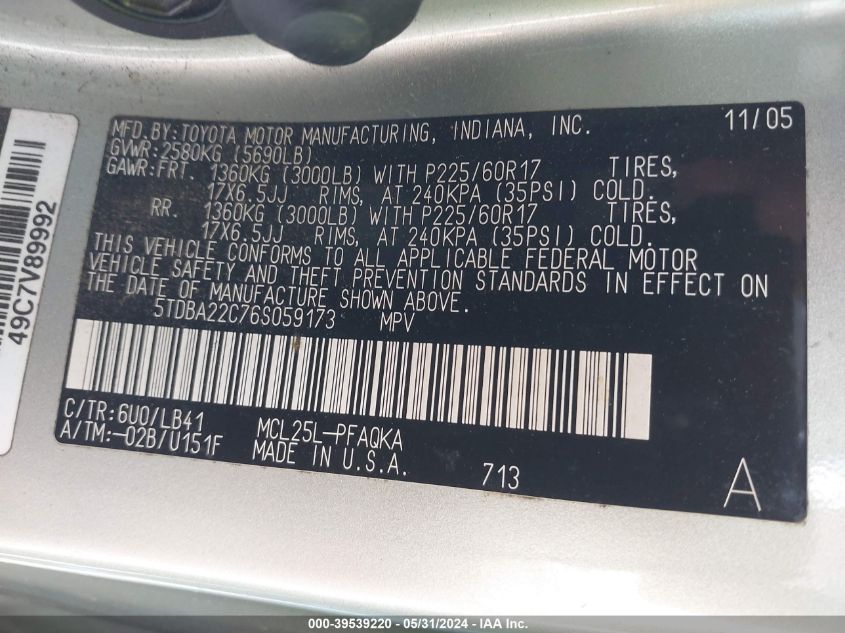 MFD. BY: TOYOTA MOTOR MANUFACTURING, INDIANA, INC. 11/05
GVWR: 2580KG (5690LB)
GAWR: FRT. 1360KG (3000LB) WITH P225/60R17 TIRES,
17X6.5JJ RIMS, AT 240KPA (35PSI) COLD.
RR. 1360KG (3000LB) WITH P225/60R17 TIRES,
17X6.5JJ RIMS, AT 240KPA (35PSI) COLD.
THIS VEHICLE CONFORMS TO ALL APPLICABLE FEDERAL MOTOR
VEHICLE SAFETY AND THEFT PREVENTION STANDARDS IN EFFECT ON
THE DATE OF MANUFACTURE SHOWN ABOVE.
5TDBA22C76S059173 MPV
C/TR: 6U0/LB41 MCL25L-PFAQKA
A/TM: -02B/U151F MADE IN U.S.A. 713 A
49C7V89992
000-39539220 - 05/31/2024 - IAAI.com